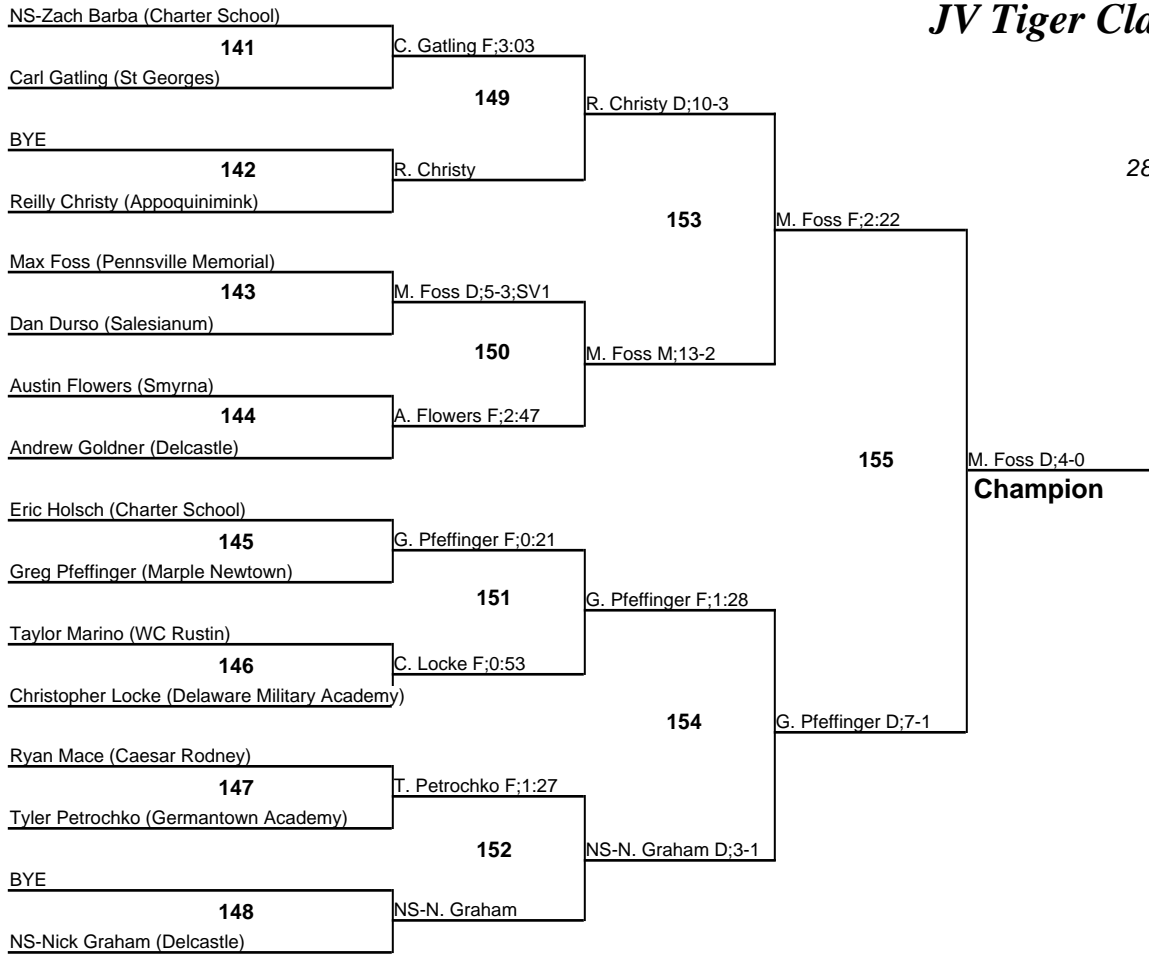 NS-Zach Barba (Charter School)
JV Tiger Cla
141
C. Gatling F;3:03
Carl Gatling (St Georges)
149
R. Christy D;10-3
BYE
142
R. Christy
28
Reilly Christy (Appoquinimink)
153
M. Foss F;2:22
Max Foss (Pennsville Memorial)
143
M. Foss D;5-3;SV1
Dan Durso (Salesianum)
150
M. Foss M;13-2
Austin Flowers (Smyrna)
144
A. Flowers F;2:47
Andrew Goldner (Delcastle)
155
M. Foss D;4-0
Champion
Eric Holsch (Charter School)
145
G. Pfeffinger F;0:21
Greg Pfeffinger (Marple Newtown)
151
G. Pfeffinger F;1:28
Taylor Marino (WC Rustin)
146
C. Locke F;0:53
Christopher Locke (Delaware Military Academy)
154
G. Pfeffinger D;7-1
Ryan Mace (Caesar Rodney)
147
T. Petrochko F;1:27
Tyler Petrochko (Germantown Academy)
152
NS-N. Graham D;3-1
BYE
148
NS-N. Graham
NS-Nick Graham (Delcastle)